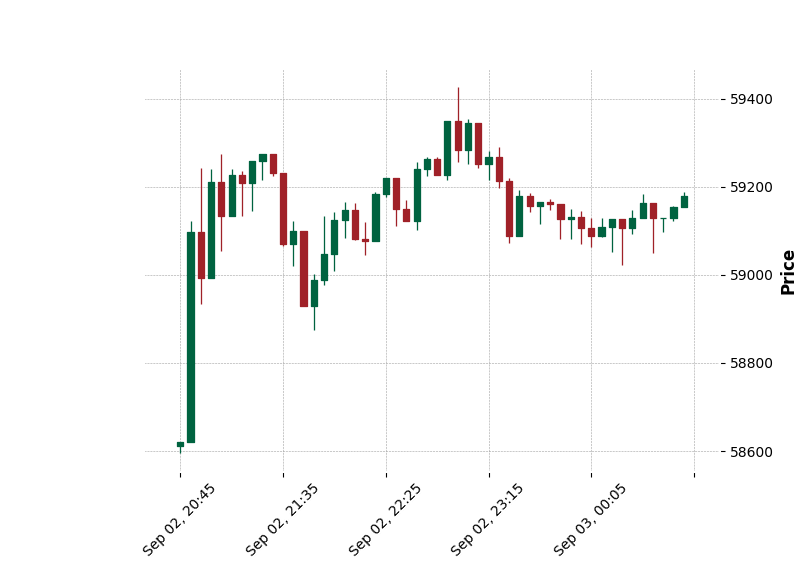 59400
59200
59000
58800
58600
Price
Sep 02, 20:45
Sep 02, 21:35
Sep 02, 22:25
Sep 02, 23:15
Sep 03, 00:05